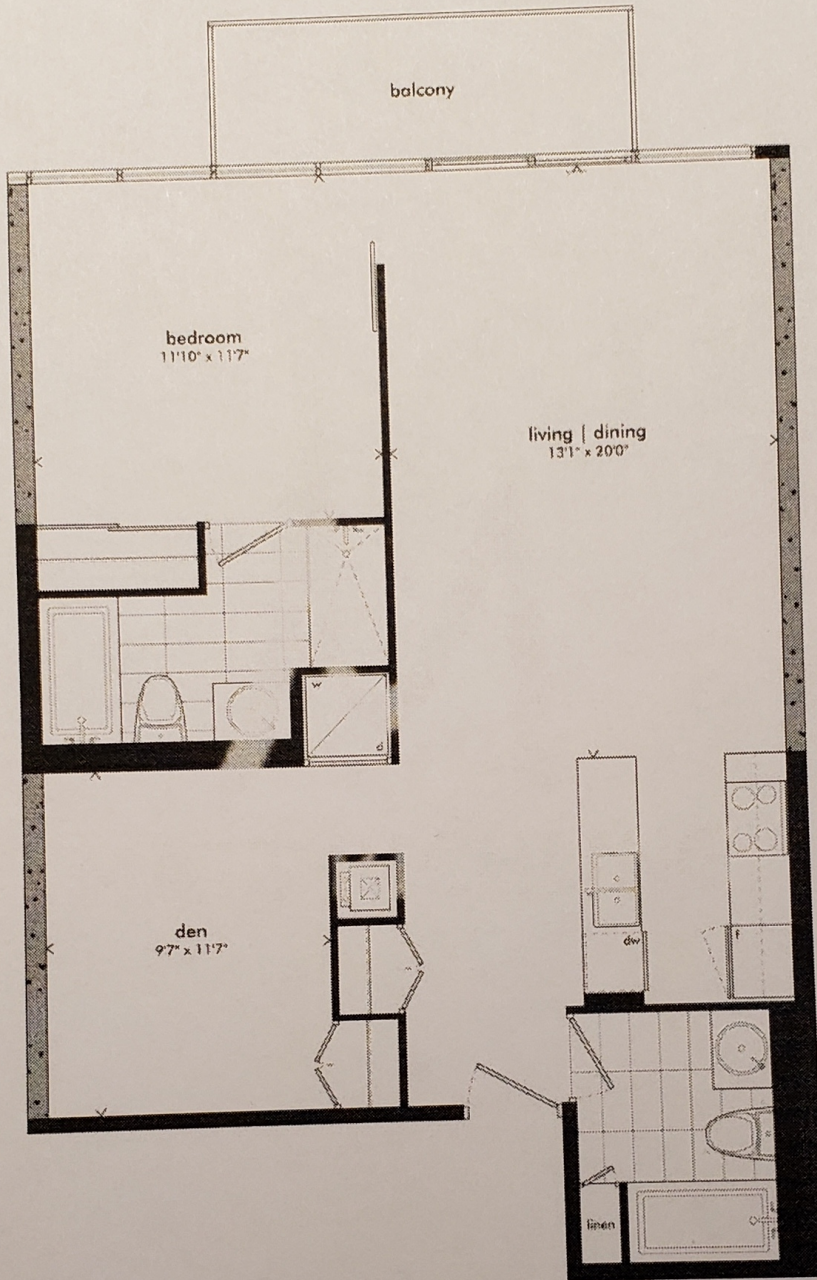 balcony
bedroom
11'10" x 11'7"
living | dining
13'1" x 20'0"
w
d
den
9'7" x 11'7"
dw
f
linen